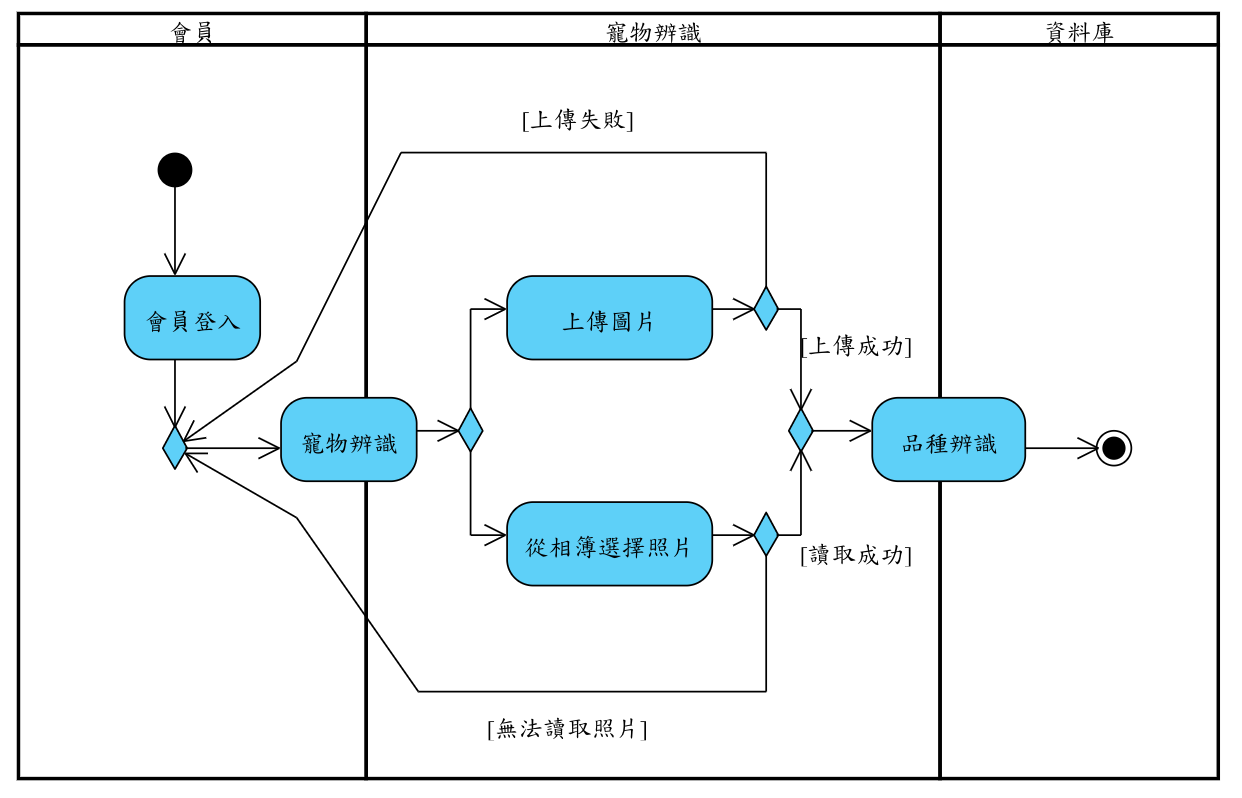 會員
寵物辨識
資料庫
[上傳失敗]
會員登入
上傳圖片
[上傳成功]
寵物辨識
品種辨識
從相簿選擇照片
[讀取成功]
[無法讀取照片]